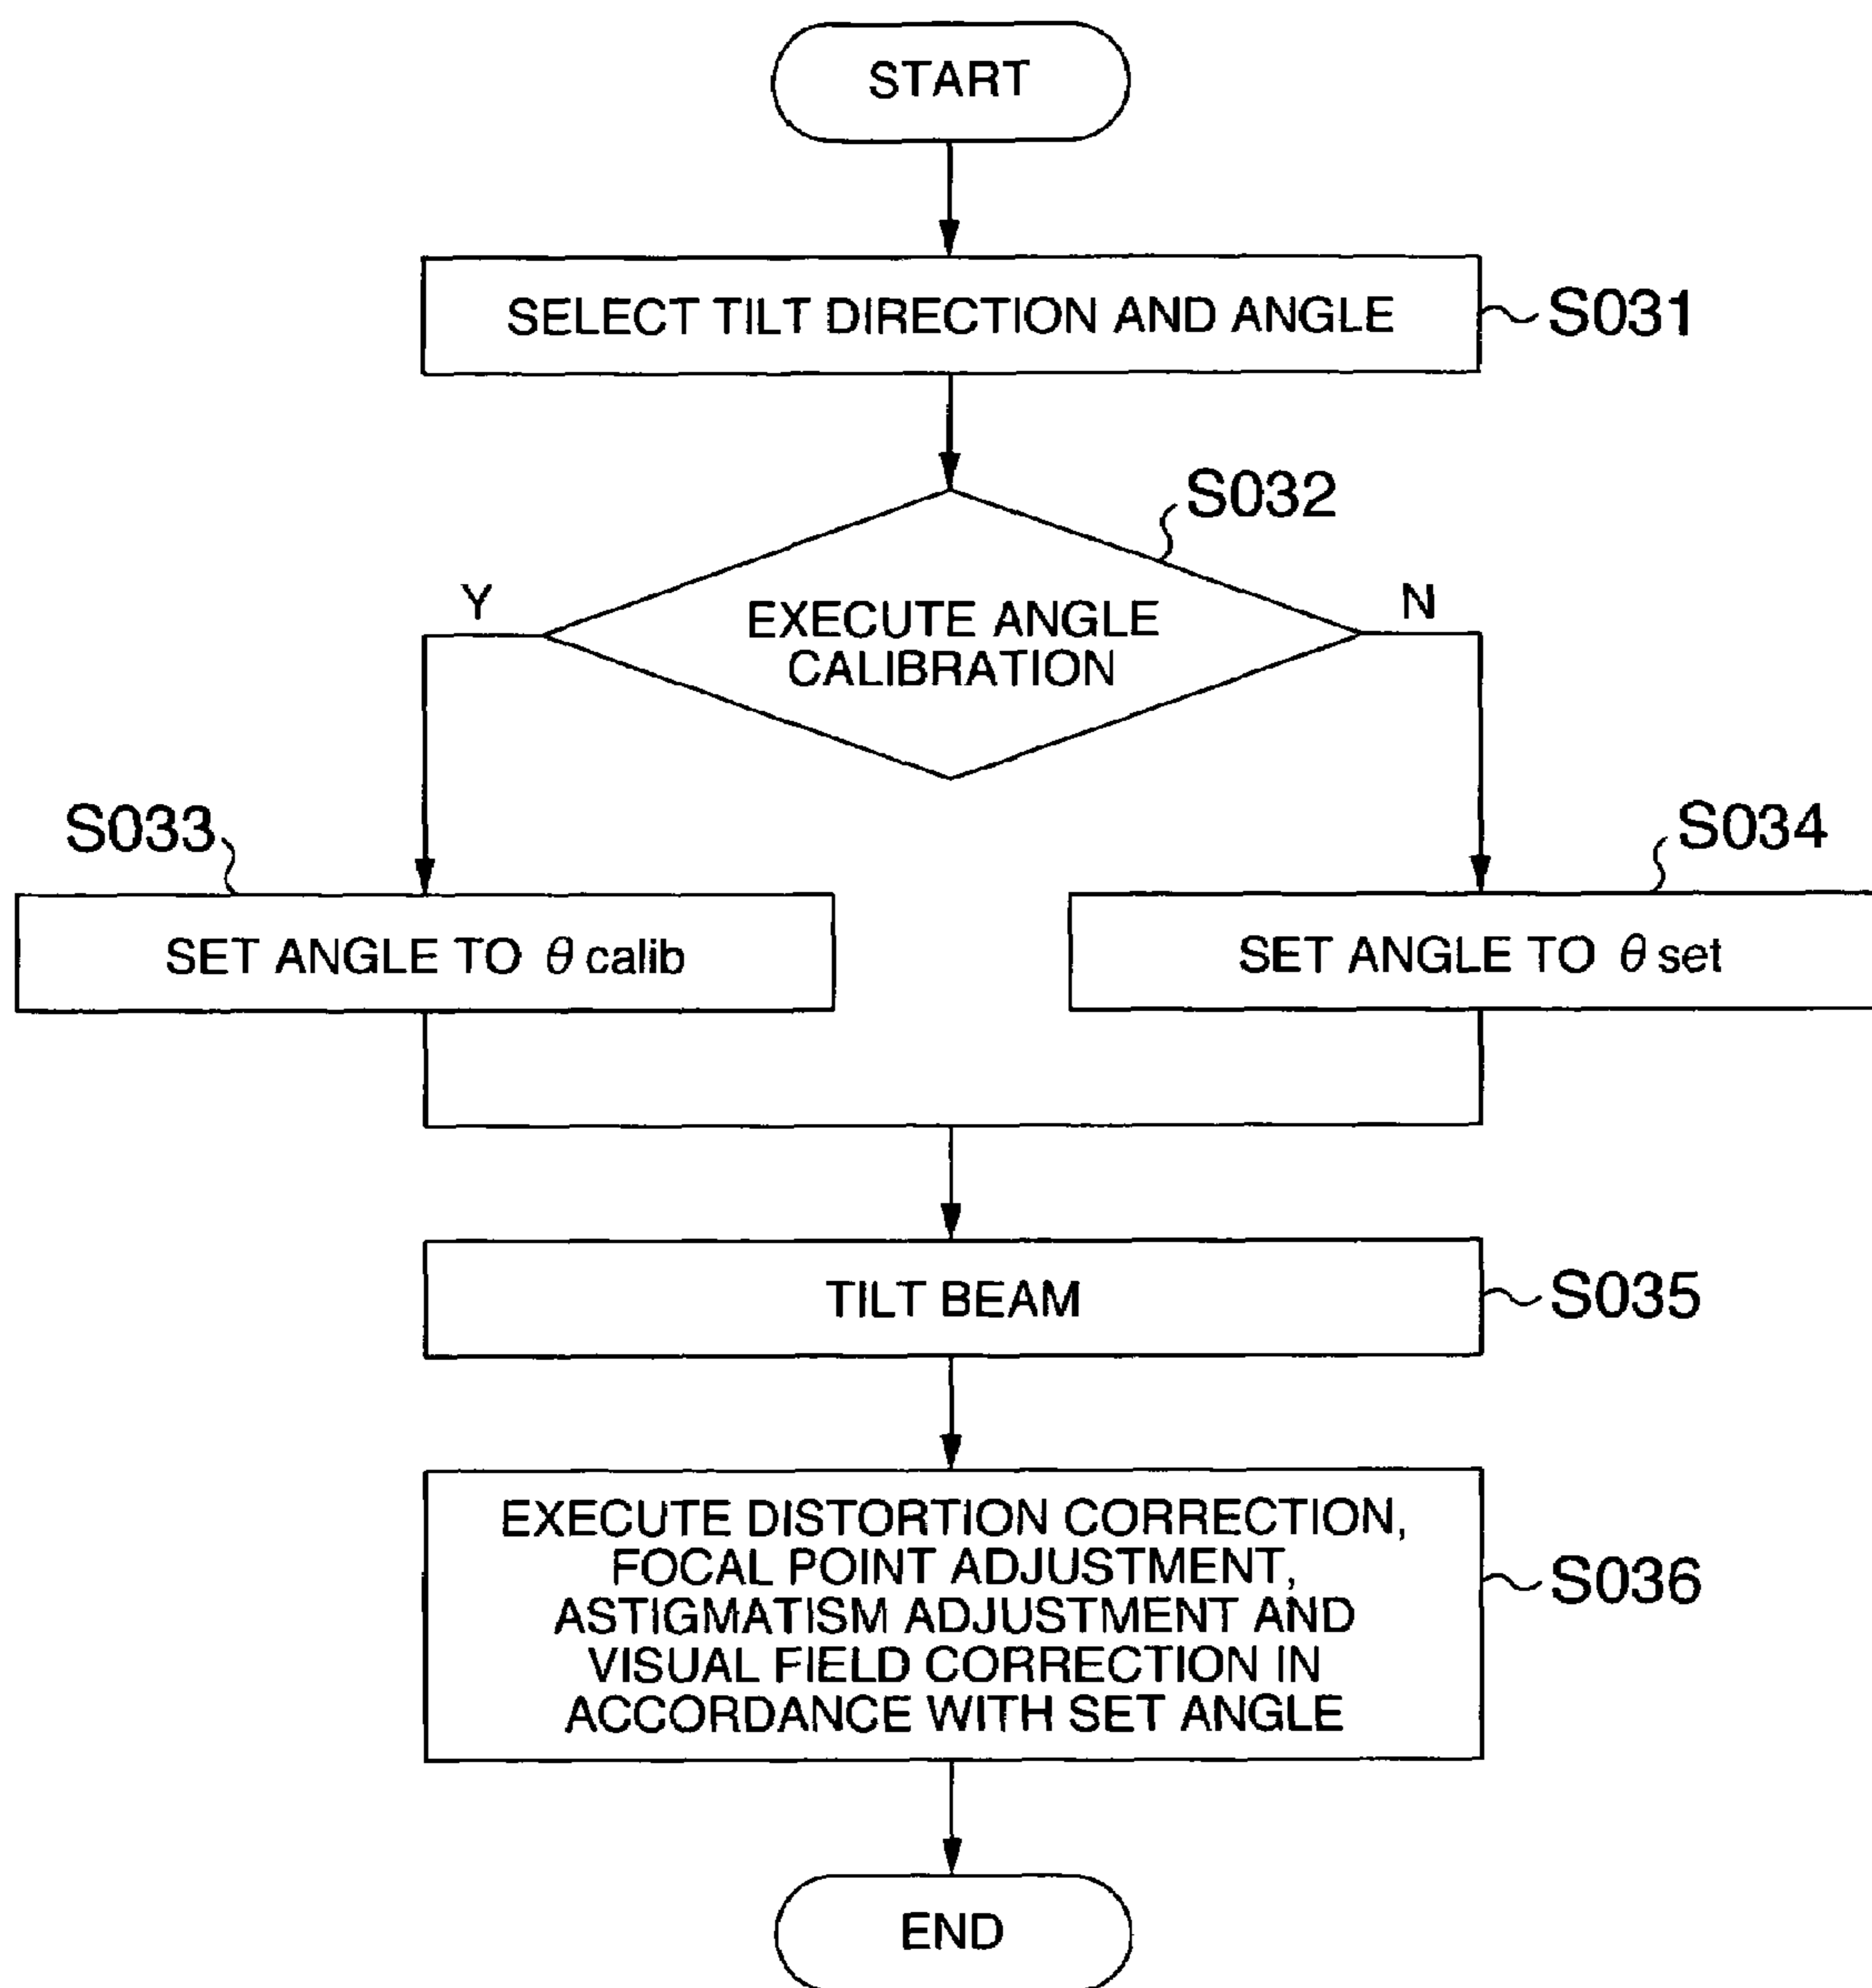 START
SELECT TILT DIRECTION AND ANGLE
S031
S032
Y
EXECUTE ANGLE
CALIBRATION
N
S033
S034
SET ANGLE TO θ calib
SET ANGLE TO θ set
TILT BEAM
S035
EXECUTE DISTORTION CORRECTION,
FOCAL POINT ADJUSTMENT,
ASTIGMATISM ADJUSTMENT AND
VISUAL FIELD CORRECTION IN
ACCORDANCE WITH SET ANGLE
S036
END